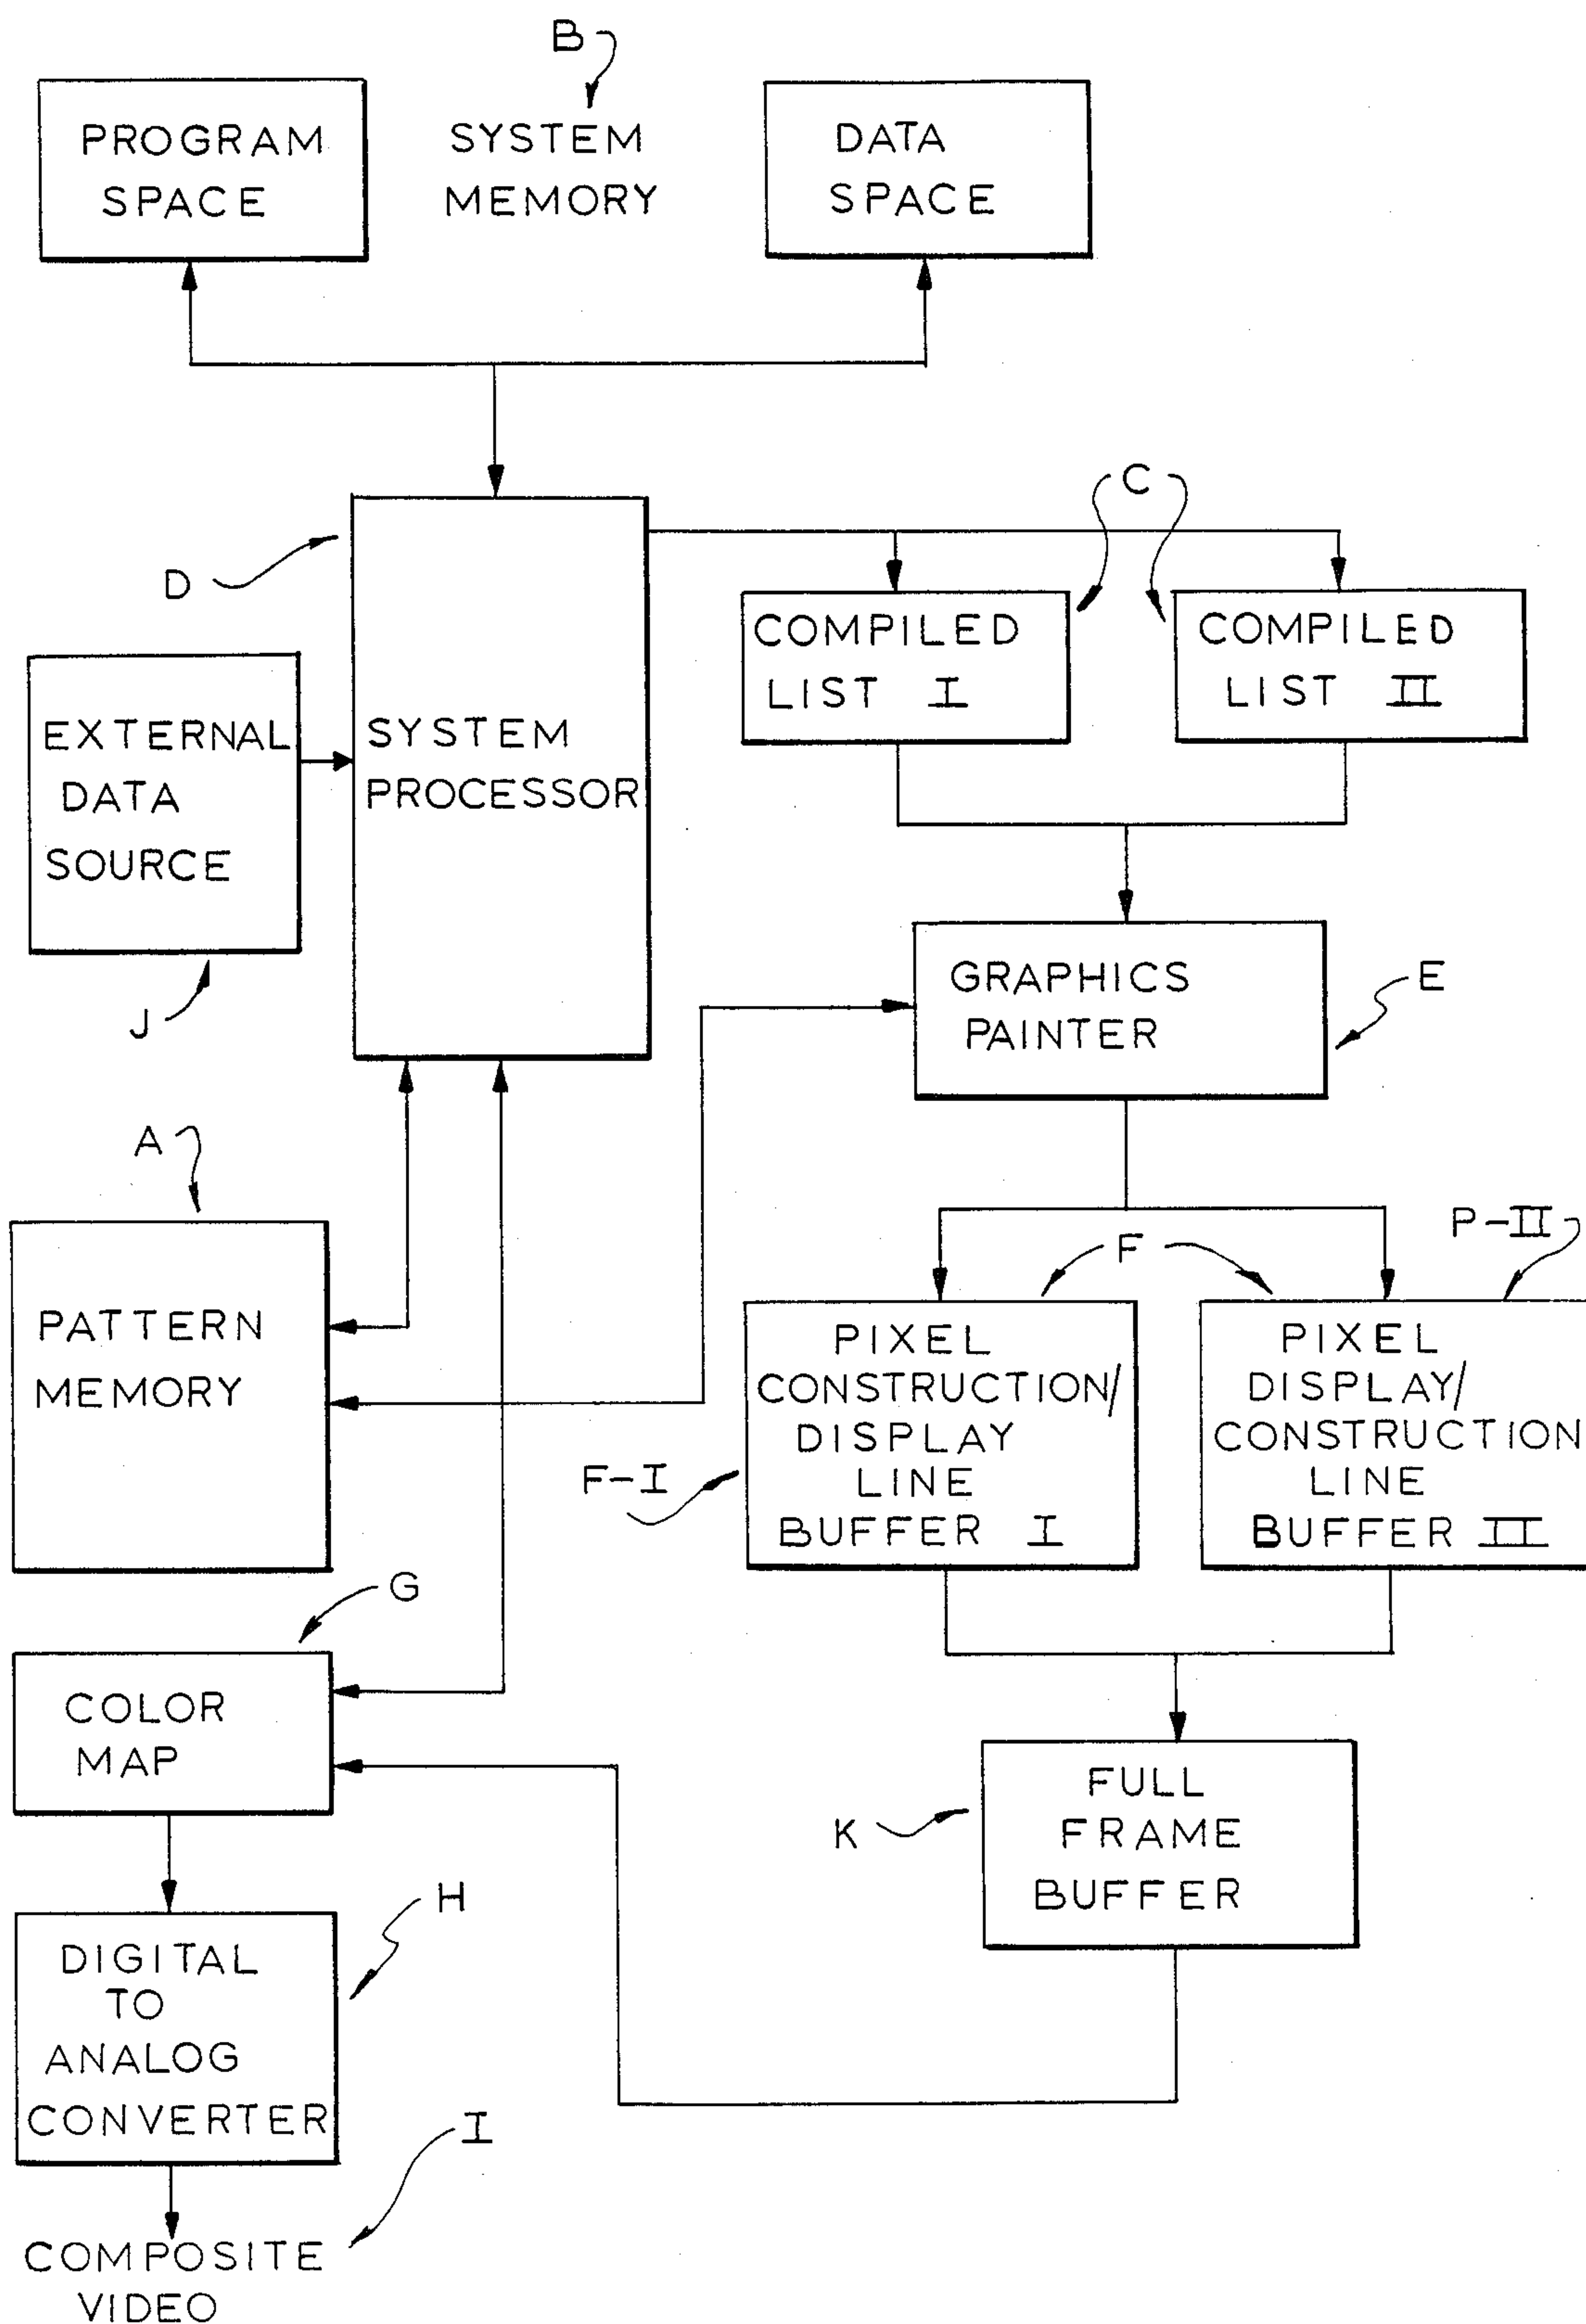 B
PROGRAM
SPACE
SYSTEM
MEMORY
DATA
SPACE
C
D
COMPILED
LIST I
COMPILED
LIST II
EXTERNAL
DATA
SOURCE
SYSTEM
PROCESSOR
J
GRAPHICS
PAINTER
E
A
P-II
F
PATTERN
MEMORY
PIXEL
CONSTRUCTION/
DISPLAY
LINE
BUFFER I
PIXEL
DISPLAY/
CONSTRUCTION
LINE
BUFFER II
F-I
G
COLOR
MAP
FULL
FRAME
BUFFER
K
H
DIGITAL
TO
ANALOG
CONVERTER
I
COMPOSITE
VIDEO